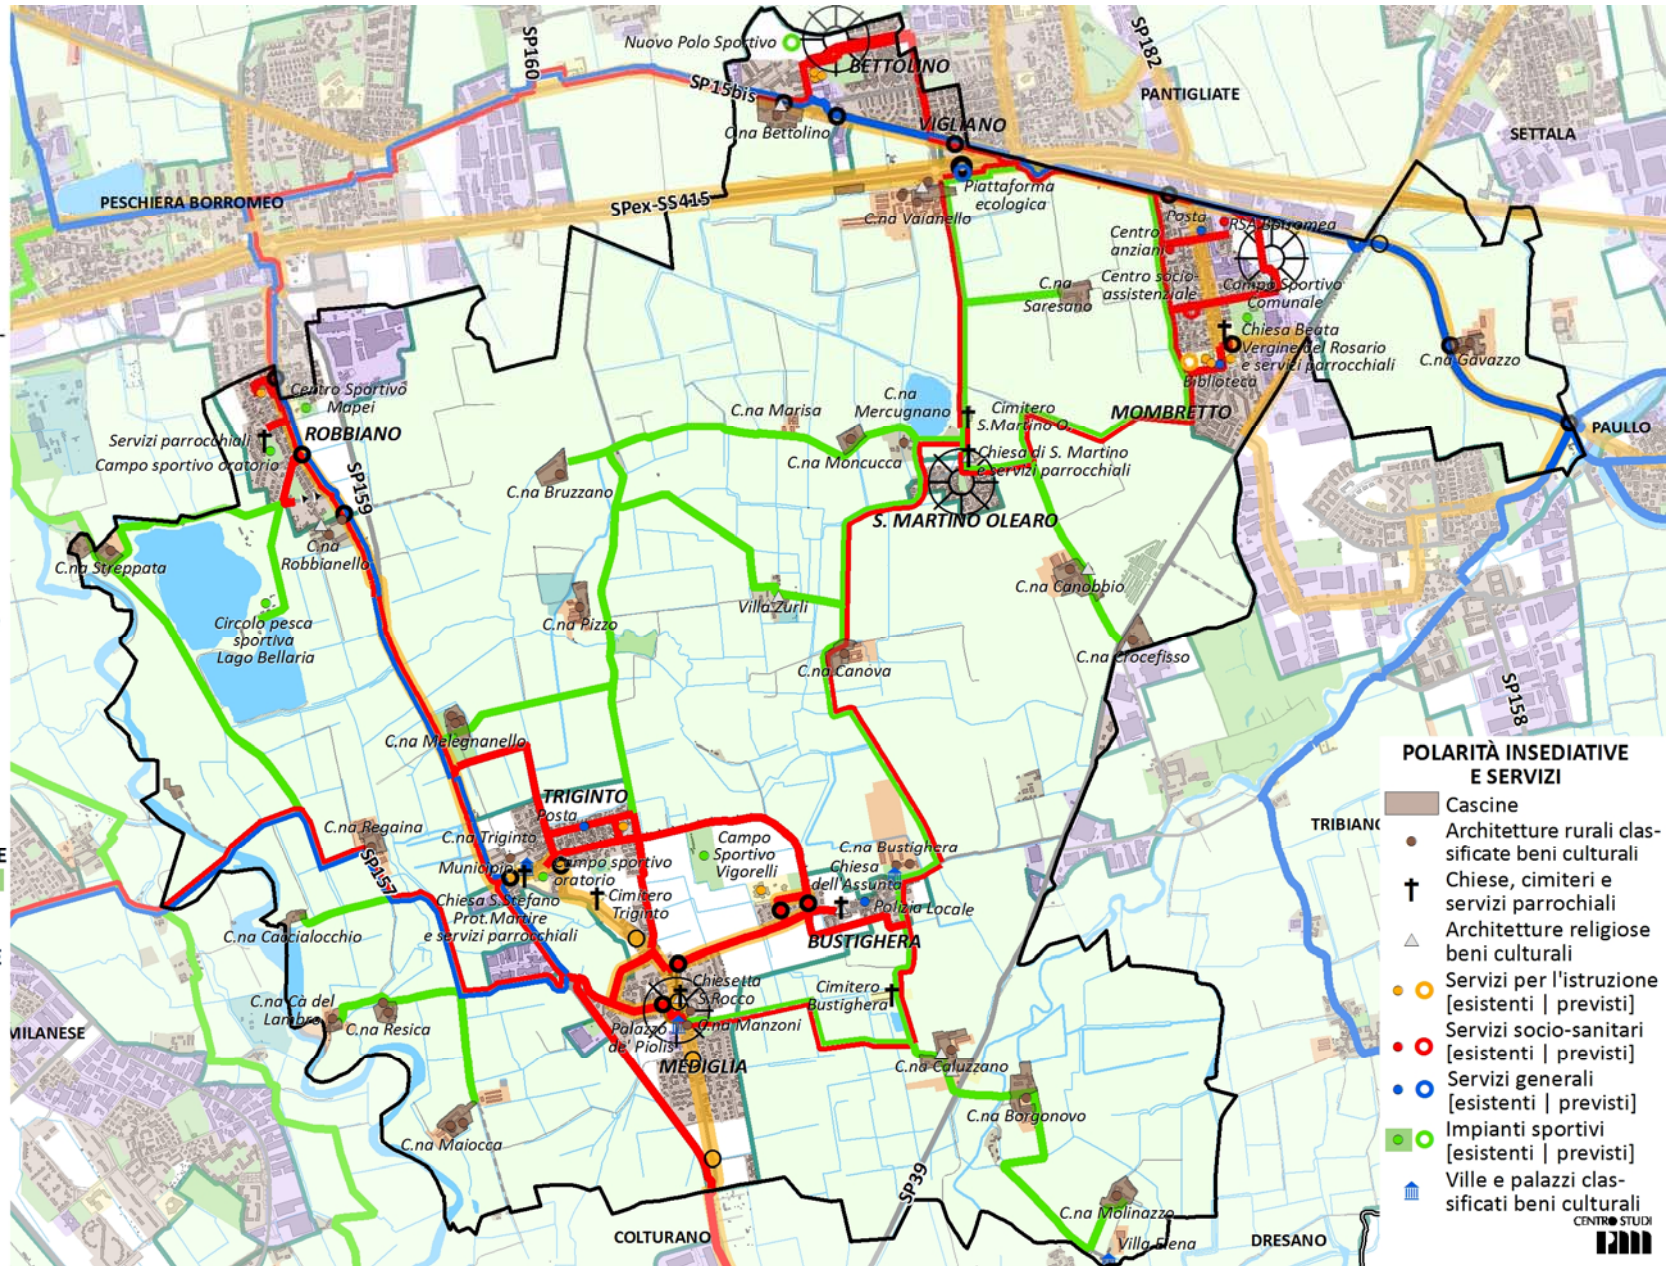 Nuovo Polo Sportivo
BETTOLINO
SP160
SP182
PANTIGLIATE
SP15bis
C.na Bettolino
VIGLIANO
SETTALA
PESCHIERA BORROMEO
SPex-SS415
Piattaforma
ecologica
C.na Vaianello
Posta
RSA Borromea
Centro
anziani
Centro socio-
assistenziale
Campo Sportivo
Comunale
C.na
Saresano
Chiesa Beata
Vergine del Rosario
e servizi parrocchiali
Biblioteca
C.na Gavazzo
Centro Sportivo
Mapei
ROBBIANO
Servizi parrocchiali
Campo sportivo oratorio
SP159
C.na Marisa
C.na
Mercugnano
Cimitero
S.Martino O.
MOMBRETTO
PAULLO
C.na Moncucca
Chiesa di S. Martino
e servizi parrocchiali
C.na Bruzzano
S. MARTINO OLEARO
C.na
Robbianello
C.na Streppata
C.na Canobbio
Villa Zurli
C.na Pizzo
Circolo pesca
sportiva
Lago Bellaria
C.na Canova
C.na Crocefisso
SP158
C.na Melegnanello
TRIGINTO
Posta
C.na Regaina
C.na Triginto
SP157
Municipio
Campo sportivo
oratorio
Campo
Sportivo
Vigorelli
C.na Bustighera
Chiesa
dell'Assunta
TRIBIANO
Chiesa S.Stefano
Prot.Martire
e servizi parrocchiali
Cimitero
Triginto
Polizia Locale
C.na Caccialocchio
BUSTIGHERA
Chiesetta
S.Rocco
Cimitero
Bustighera
C.na Cà del
Lambro
C.na Resica
MILANESE
Palazzo
de' Piolis
C.na Manzoni
MEDIGLIA
C.na Caluzzano
C.na Borgonovo
C.na Maiocca
SP39
C.na Molinazzo
COLTURANO
Villa Elena
DRESANO
POLARITÀ INSEDIATIVE
E SERVIZI
Cascine
Architetture rurali clas-
sificate beni culturali
Chiese, cimiteri e
servizi parrochiali
Architetture religiose
beni culturali
Servizi per l'istruzione
[esistenti | previsti]
Servizi socio-sanitari
[esistenti | previsti]
Servizi generali
[esistenti | previsti]
Impianti sportivi
[esistenti | previsti]
Ville e palazzi clas-
sificati beni culturali
CENTRO STUDI
PIM